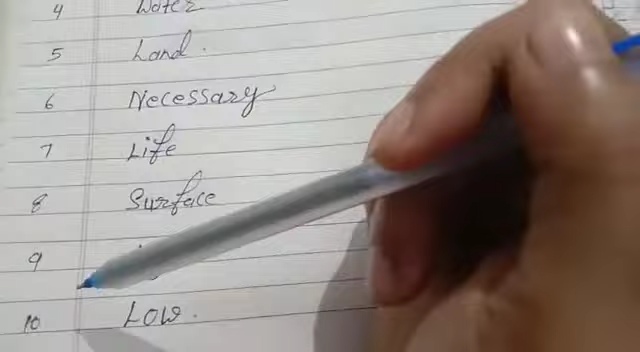 4 Water
5 Land.
6 Necessary
7 Life
8 Surface
9
10 Low.